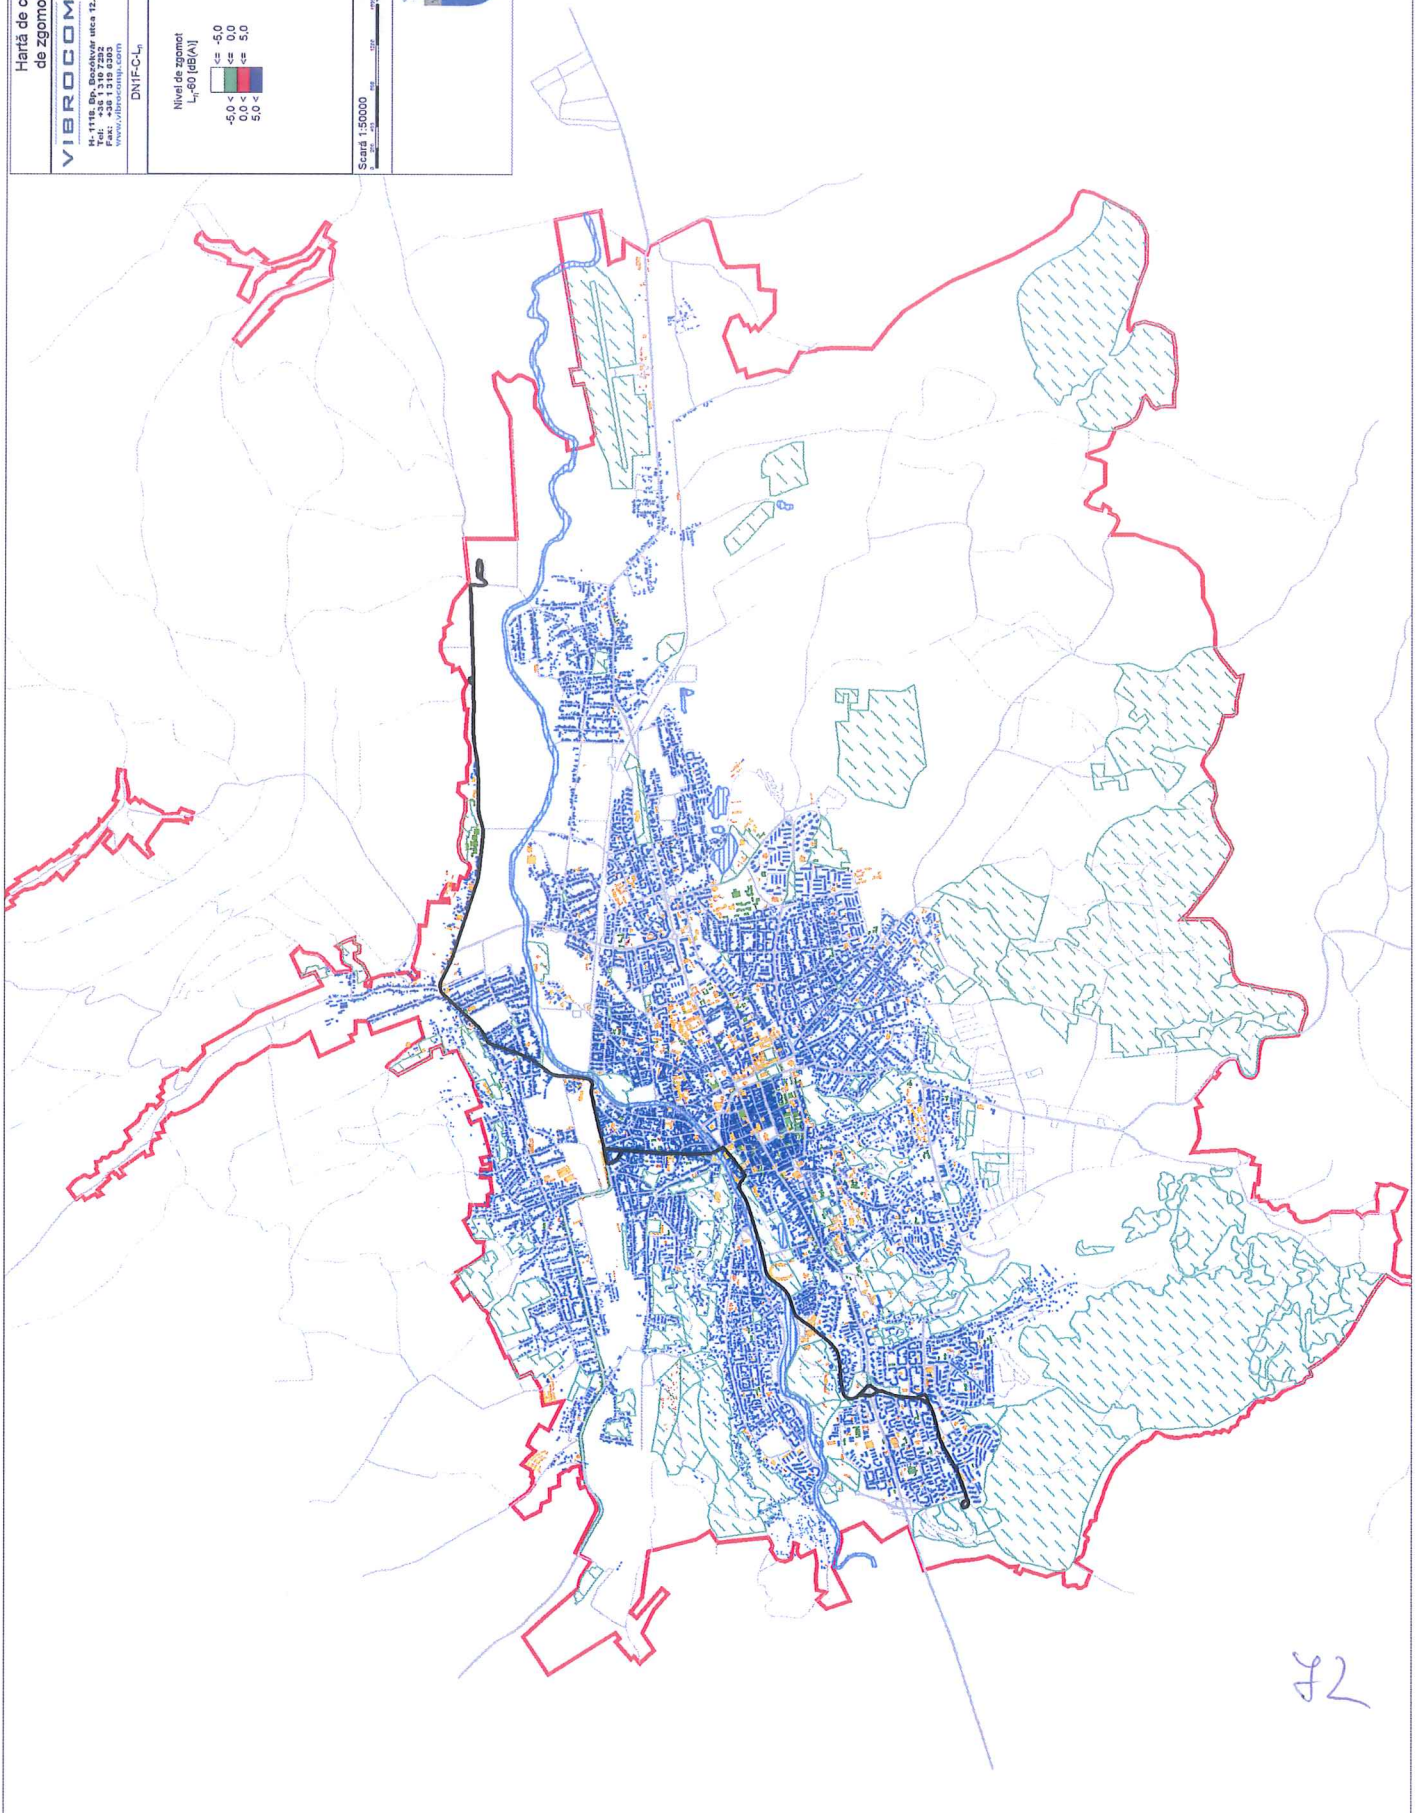 Hartă de c
de zgomo
VIBROCOM
H-1118, Bp. Bozókvár utca 12.
Tel: +36 1 310 7292
Fax: +36 1 319 6303
www.vibrocomp.com
DN1F-C-Ln
Nivel de zgomot
Ln-60 [dB(A)]
<= -5,0
-5,0 < <= 0,0
0,0 < <= 5,0
5,0 <
Scară 1:50000
72